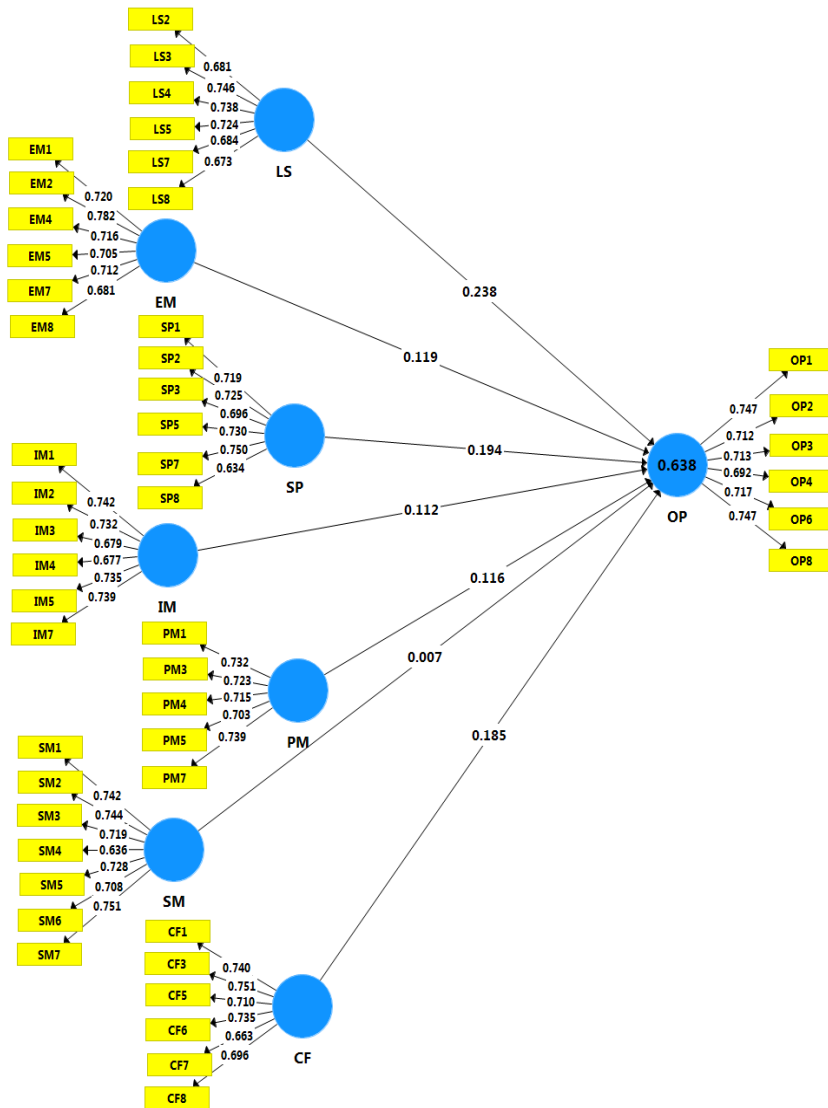 LS2
LS3
LS4
LS5
LS7
LS8
0.681
0.746
0.738
0.724
0.684
0.673
LS
EM1
EM2
EM4
EM5
EM7
EM8
0.720
0.782
0.716
0.705
0.712
0.681
EM
SP1
SP2
SP3
SP5
SP7
SP8
0.719
0.725
0.696
0.730
0.750
0.634
SP
IM1
IM2
IM3
IM4
IM5
IM7
0.742
0.732
0.679
0.677
0.735
0.739
IM
PM1
PM3
PM4
PM5
PM7
0.732
0.723
0.715
0.703
0.739
PM
SM1
SM2
SM3
SM4
SM5
SM6
SM7
0.742
0.744
0.719
0.636
0.728
0.708
0.751
SM
CF1
CF3
CF5
CF6
CF7
CF8
0.740
0.751
0.710
0.735
0.663
0.696
CF
0.238
0.119
0.194
0.112
0.116
0.007
0.185
0.638
OP
0.747
0.712
0.713
0.692
0.717
0.747
OP1
OP2
OP3
OP4
OP6
OP8